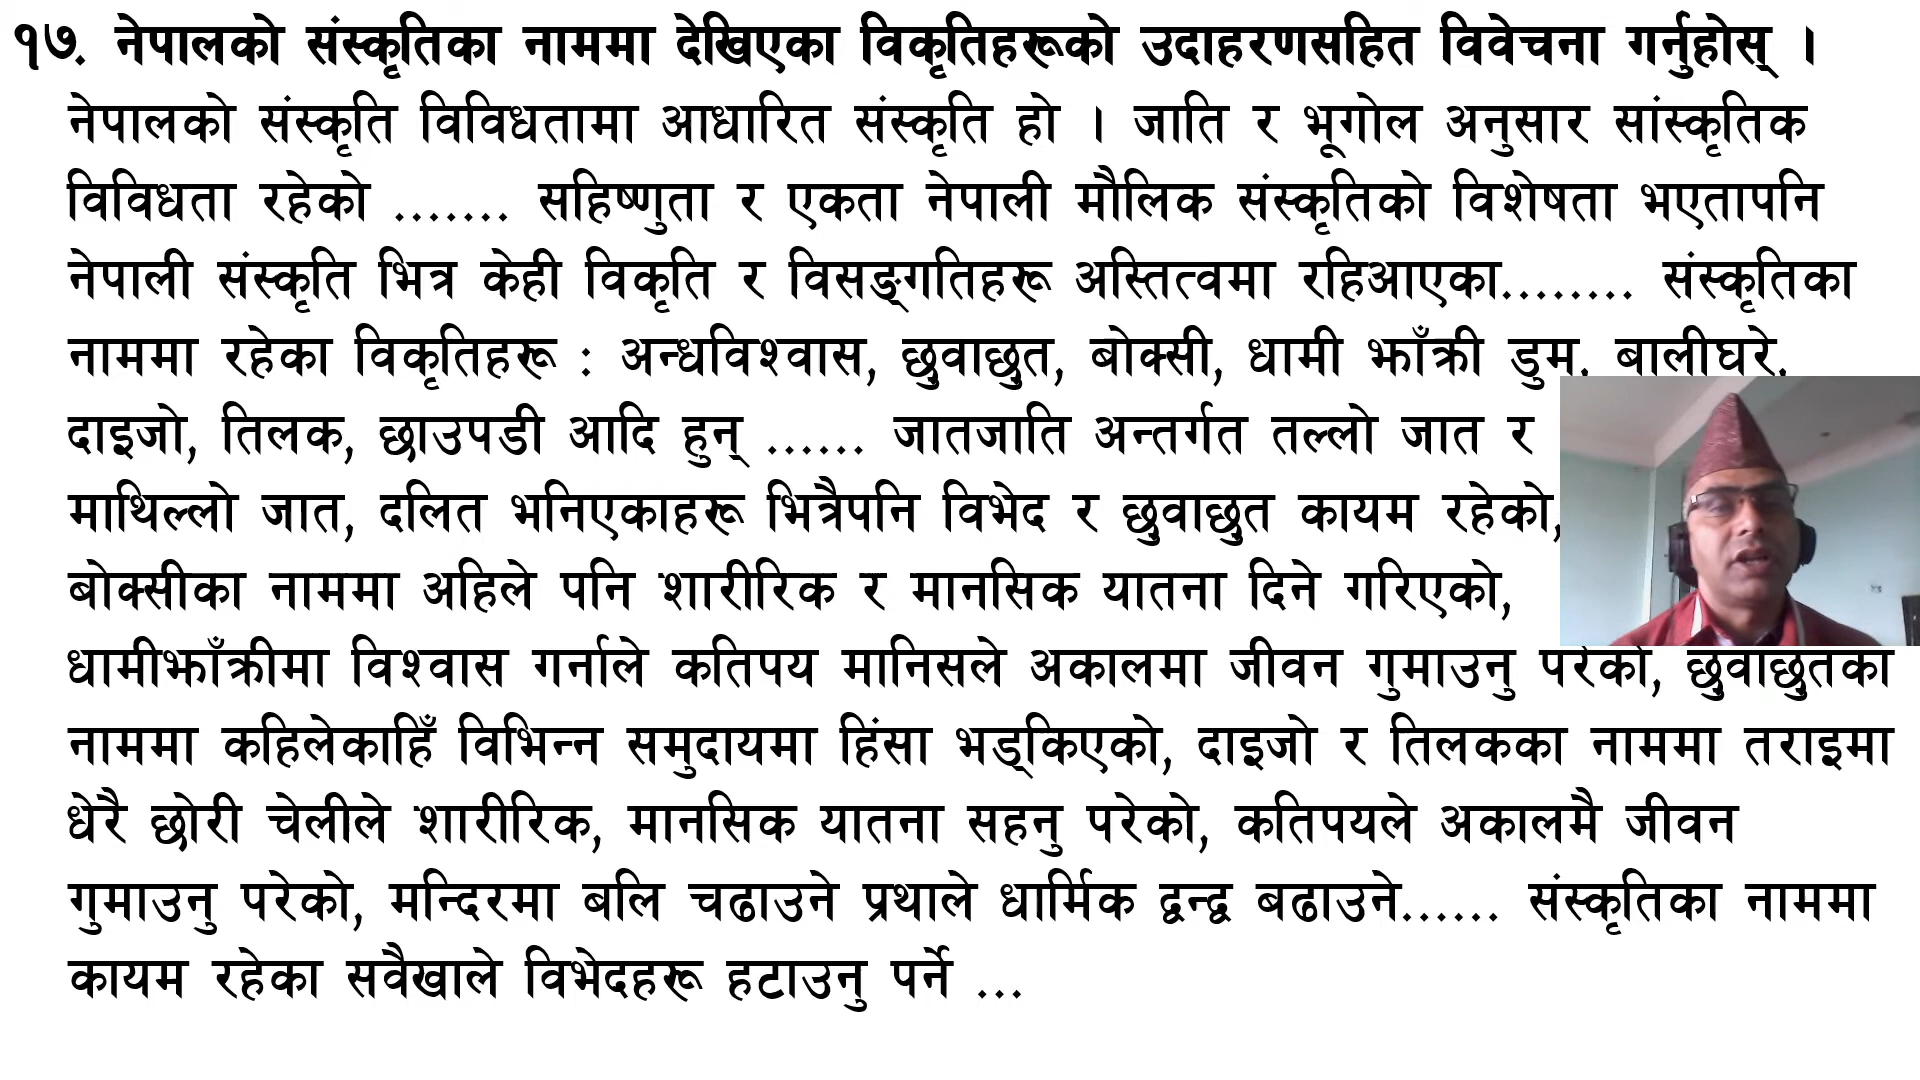 १७. नेपालको संस्कृतिका नाममा देखिएका विकृतिहरूको उदाहरणसहित विवेचना गर्नुहोस् ।
नेपालको संस्कृति विविधतामा आधारित संस्कृति हो । जाति र भूगोल अनुसार सांस्कृतिक
विविधता रहेको ....... सहिष्णुता र एकता नेपाली मौलिक संस्कृतिको विशेषता भएतापनि
नेपाली संस्कृति भित्र केही विकृति र विसङ्गतिहरू अस्तित्वमा रहिआएका........ संस्कृतिका
नाममा रहेका विकृतिहरू : अन्धविश्वास, छुवाछुत, बोक्सी, धामी झाँक्री डुम, बालीघरे,
दाइजो, तिलक, छाउपडी आदि हुन् ...... जातजाति अन्तर्गत तल्लो जात र
माथिल्लो जात, दलित भनिएकाहरू भित्रैपनि विभेद र छुवाछुत कायम रहेको,
बोक्सीका नाममा अहिले पनि शारीरिक र मानसिक यातना दिने गरिएको,
धामीझाँक्रीमा विश्वास गर्नाले कतिपय मानिसले अकालमा जीवन गुमाउनु परेको, छुवाछुतका
नाममा कहिलेकाहिँ विभिन्न समुदायमा हिंसा भड्किएको, दाइजो र तिलकका नाममा तराइमा
धेरै छोरी चेलीले शारीरिक, मानसिक यातना सहनु परेको, कतिपयले अकालमै जीवन
गुमाउनु परेको, मन्दिरमा बलि चढाउने प्रथाले धार्मिक द्वन्द्व बढाउने...... संस्कृतिका नाममा
कायम रहेका सवैखाले विभेदहरू हटाउनु पर्ने ...